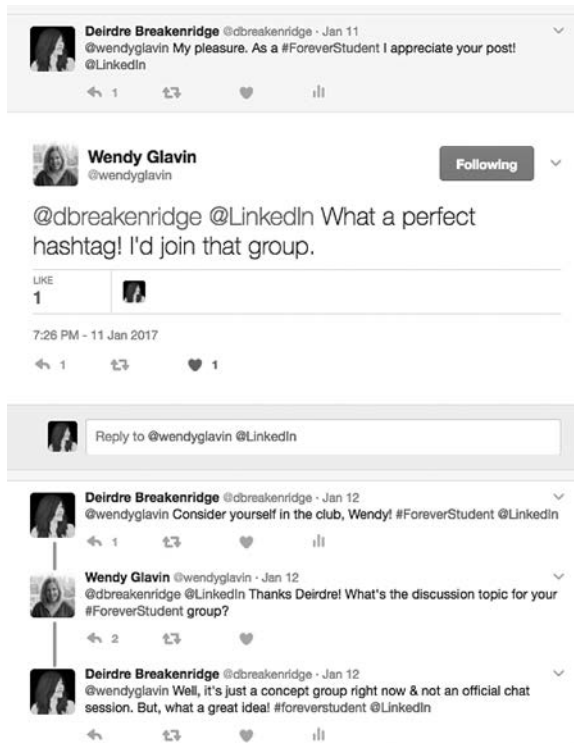 Deirdre Breakenridge @dbreakenridge · Jan 11
@wendyglavin My pleasure. As a #ForeverStudent I appreciate your post!
@LinkedIn
1
Wendy Glavin
@wendyglavin
Following
@dbreakenridge @LinkedIn What a perfect
hashtag! I'd join that group.
LIKE
1
7:26 PM - 11 Jan 2017
1 1
Reply to @wendyglavin @LinkedIn
Deirdre Breakenridge @dbreakenridge · Jan 12
@wendyglavin Consider yourself in the club, Wendy! #ForeverStudent @LinkedIn
1
Wendy Glavin @wendyglavin · Jan 12
@dbreakenridge @LinkedIn Thanks Deirdre! What's the discussion topic for your
#ForeverStudent group?
2
Deirdre Breakenridge @dbreakenridge · Jan 12
@wendyglavin Well, it's just a concept group right now & not an official chat
session. But, what a great idea! #foreverstudent @LinkedIn